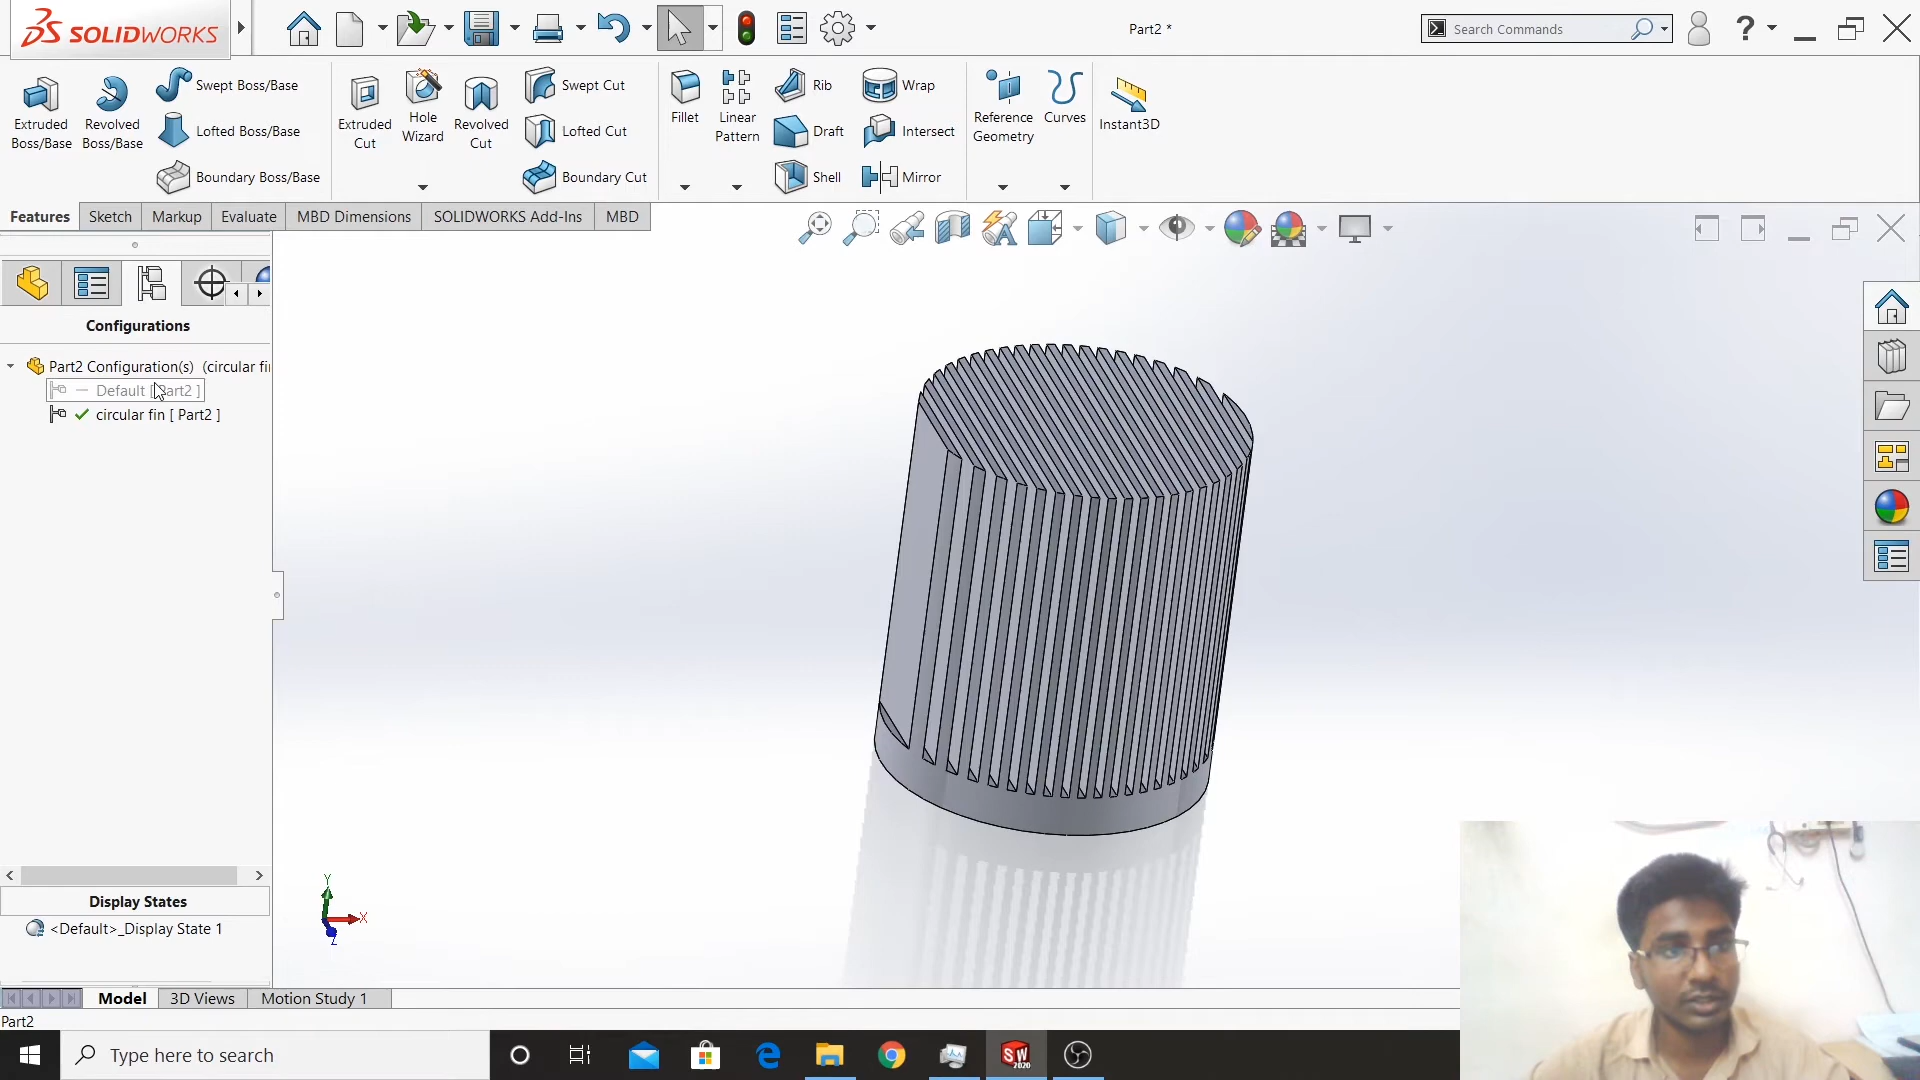 SOLIDWORKS
Part2 *
Search Commands
?
Extruded Boss/Base
Revolved Boss/Base
Swept Boss/Base
Lofted Boss/Base
Boundary Boss/Base
Extruded Cut
Hole Wizard
Revolved Cut
Swept Cut
Lofted Cut
Boundary Cut
Fillet
Linear Pattern
Rib
Draft
Shell
Wrap
Intersect
Mirror
Reference Geometry
Curves
Instant3D
Features
Sketch
Markup
Evaluate
MBD Dimensions
SOLIDWORKS Add-Ins
MBD
Configurations
Part2 Configuration(s) (circular fi
Default [ Part2 ]
circular fin [ Part2 ]
Display States
<Default>_Display State 1
Y
X
Z
Model
3D Views
Motion Study 1
Part2
Type here to search
SW
2020